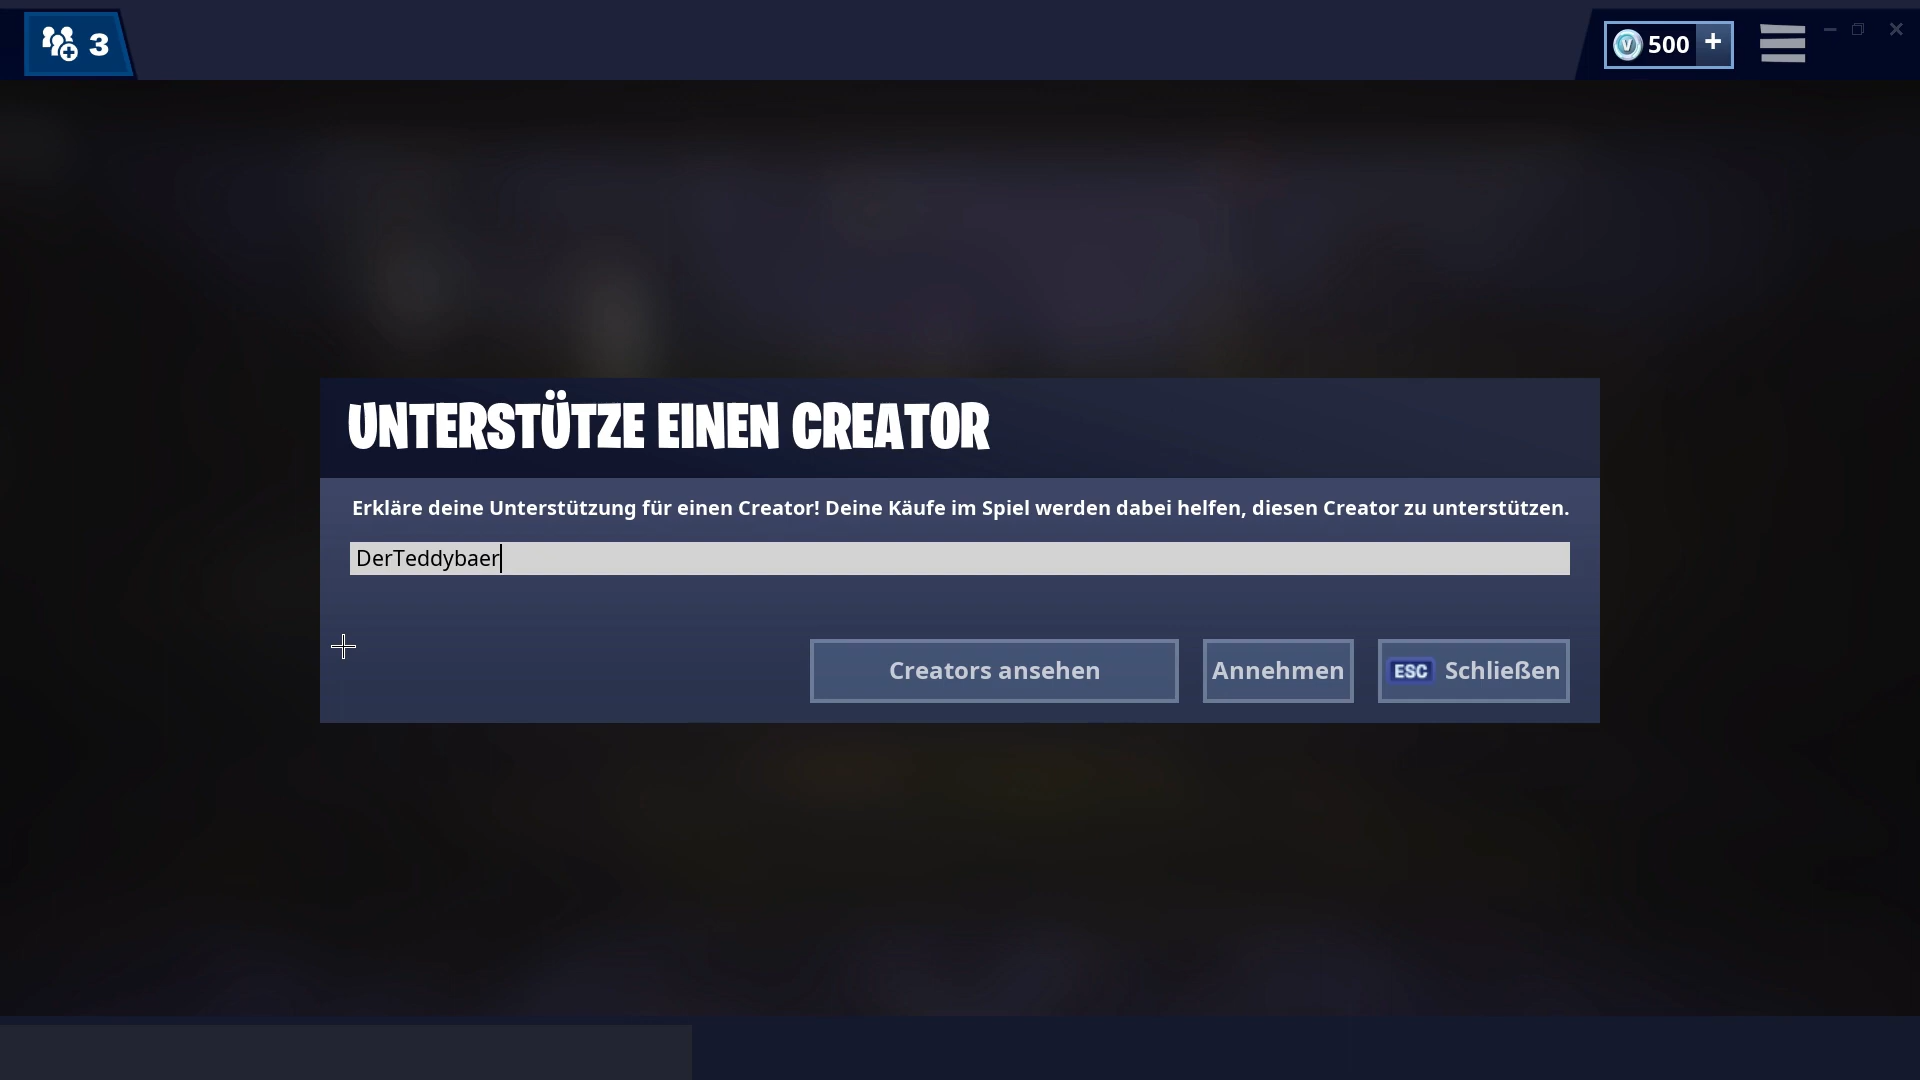 3
500 +
UNTERSTÜTZE EINEN CREATOR
Erkläre deine Unterstützung für einen Creator! Deine Käufe im Spiel werden dabei helfen, diesen Creator zu unterstützen.
DerTeddybaer
Creators ansehen
Annehmen
ESC Schließen